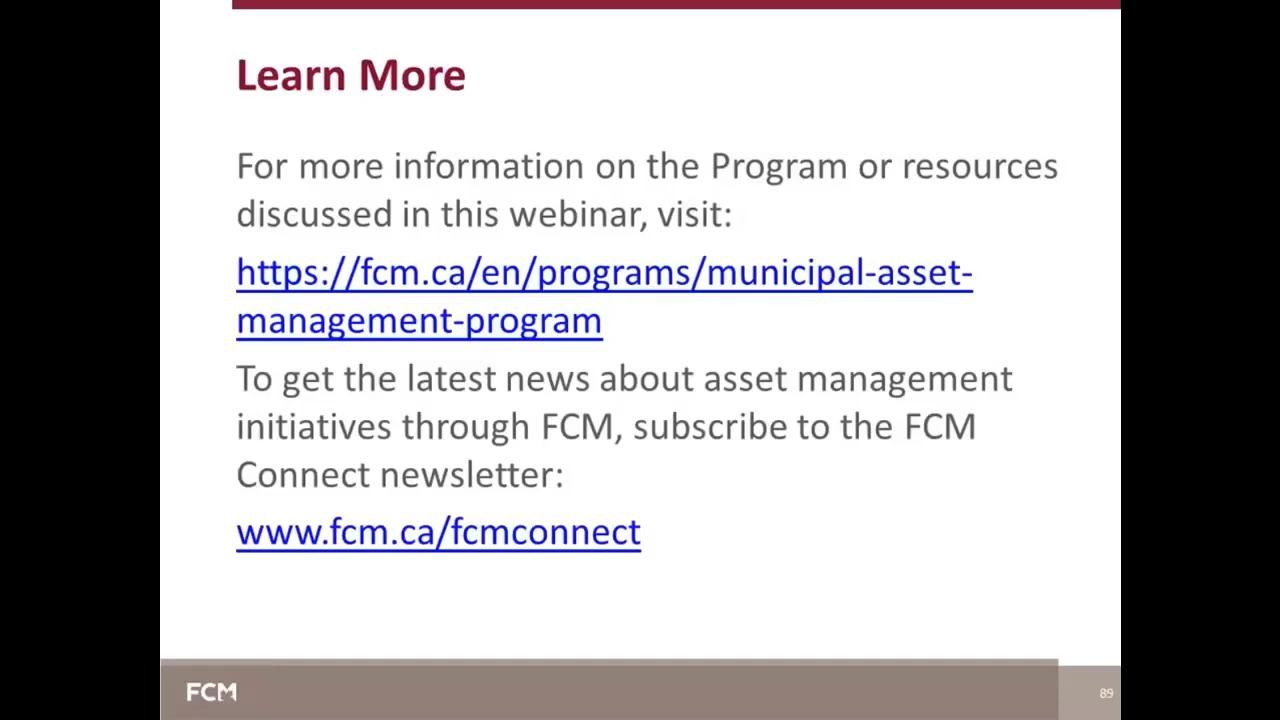 Learn More
For more information on the Program or resources
discussed in this webinar, visit:
https://fcm.ca/en/programs/municipal-asset-
management-program
To get the latest news about asset management
initiatives through FCM, subscribe to the FCM
Connect newsletter:
www.fcm.ca/fcmconnect
FCM
89